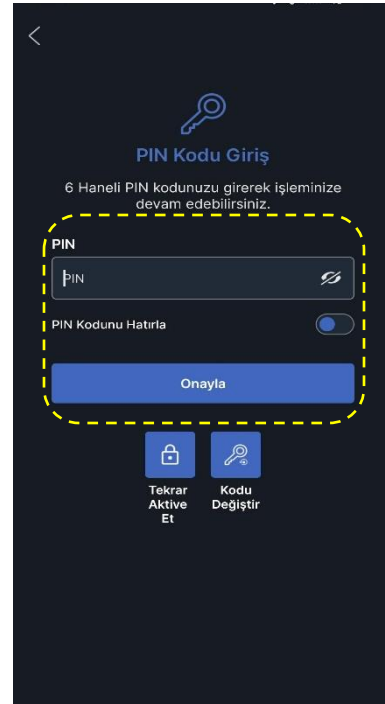 PIN Kodu Giriş
6 Haneli PIN kodunuzu girerek işleminize
devam edebilirsiniz.
PIN
PIN
PIN Kodunu Hatırla
Onayla
Tekrar
Aktive
Et
Kodu
Değiştir